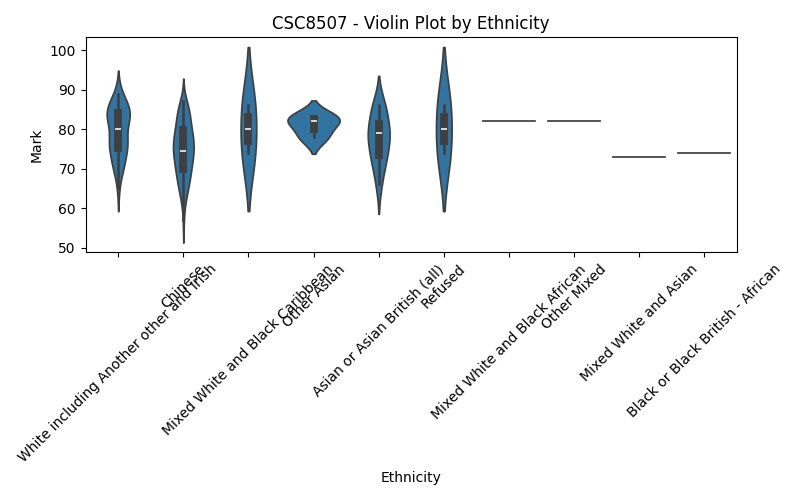 CSC8507 - Violin Plot by Ethnicity
100
90
80
70
60
50
Mark
White including Another other and Irish
Chinese
Mixed White and Black Caribbean
Other Asian
Asian or Asian British (all)
Refused
Mixed White and Black African
Other Mixed
Mixed White and Asian
Black or Black British - African
Ethnicity